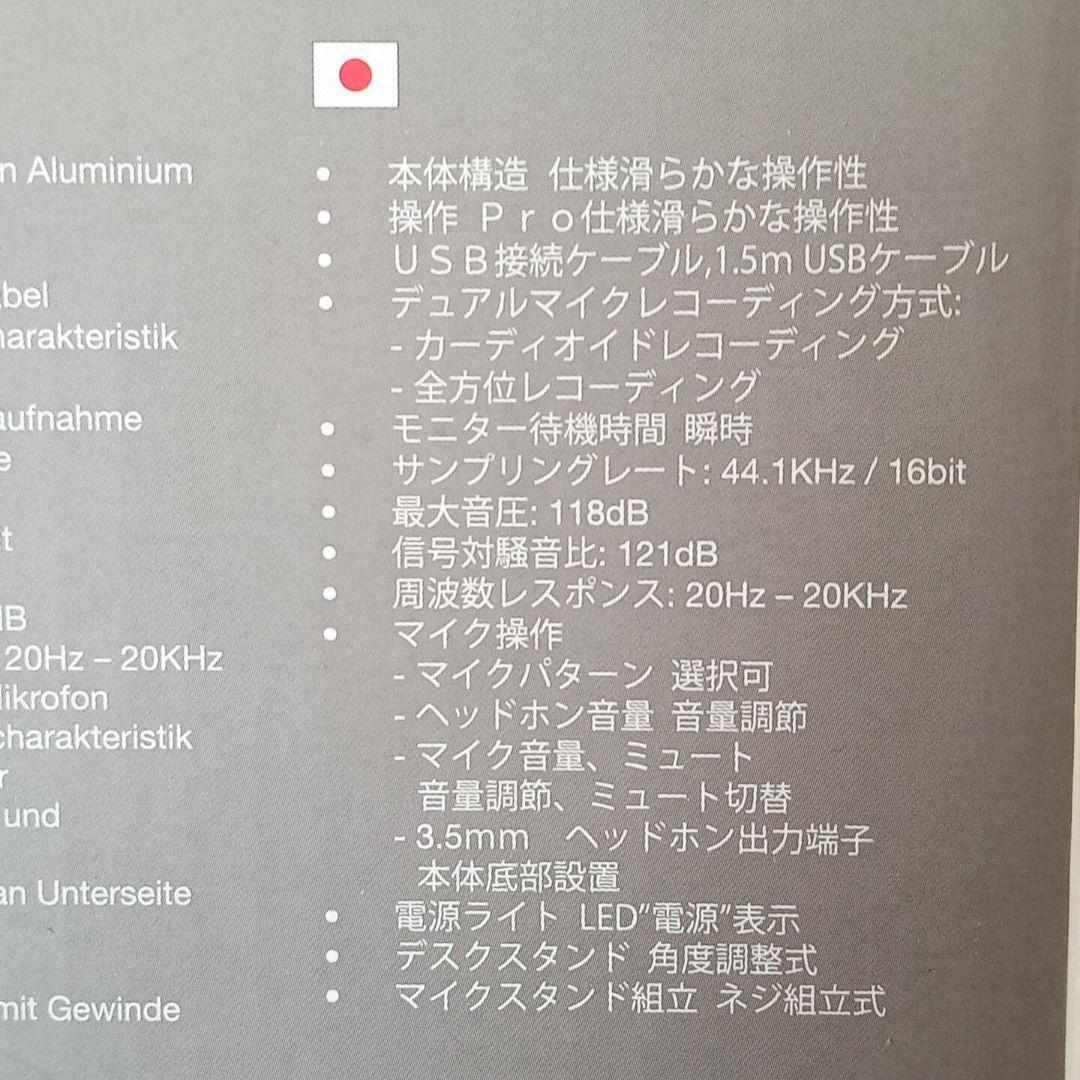 n Aluminium
bel
harakteristik
aufnahme
e
t
dB
20Hz – 20KHz
likrofon
charakteristik
r
und
an Unterseite
mit Gewinde
• 本体構造 仕様滑らかな操作性
• 操作 Ｐｒｏ仕様滑らかな操作性
• ＵＳＢ接続ケーブル,1.5m USBケーブル
• デュアルマイクレコーディング方式:
- カーディオイドレコーディング
- 全方位レコーディング
• モニター待機時間 瞬時
• サンプリングレート: 44.1KHz / 16bit
• 最大音圧: 118dB
• 信号対騒音比: 121dB
• 周波数レスポンス: 20Hz – 20KHz
• マイク操作
- マイクパターン 選択可
- ヘッドホン音量 音量調節
- マイク音量、ミュート
音量調節、ミュート切替
- 3.5mm　ヘッドホン出力端子
本体底部設置
• 電源ライト LED”電源”表示
• デスクスタンド 角度調整式
• マイクスタンド組立 ネジ組立式